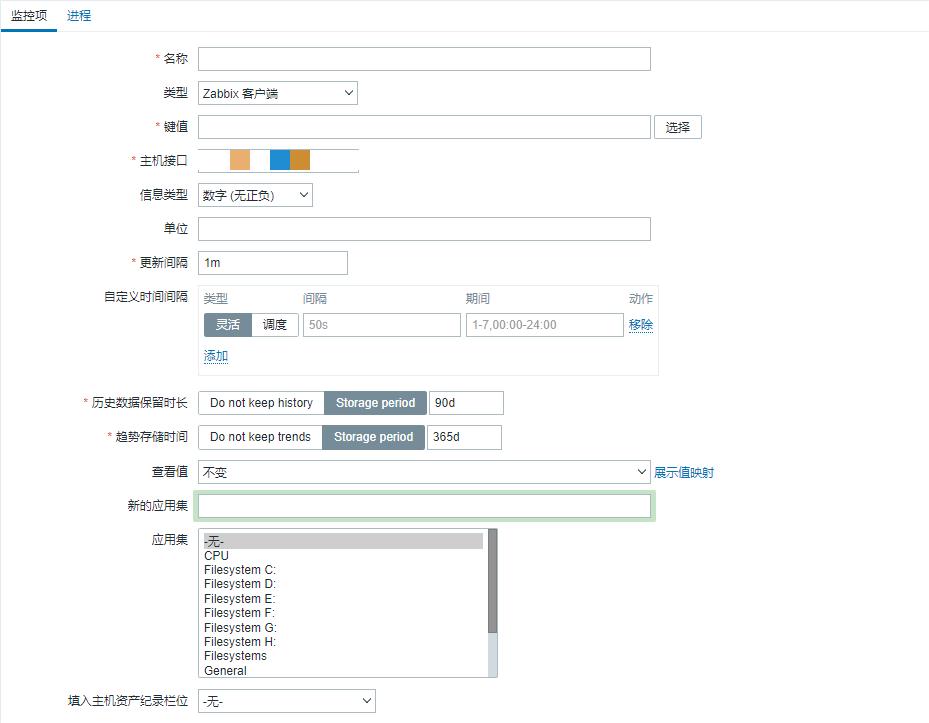 监控项 进程
* 名称
类型 Zabbix 客户端
* 键值 选择
* 主机接口
信息类型 数字 (无正负)
单位
* 更新间隔 1m
自定义时间间隔 类型 间隔 期间 动作
灵活 调度 50s 1-7,00:00-24:00 移除
添加
* 历史数据保留时长 Do not keep history Storage period 90d
* 趋势存储时间 Do not keep trends Storage period 365d
查看值 不变 展示值映射
新的应用集
应用集 -无-
CPU
Filesystem C:
Filesystem D:
Filesystem E:
Filesystem F:
Filesystem G:
Filesystem H:
Filesystems
General
填入主机资产纪录栏位 -无-